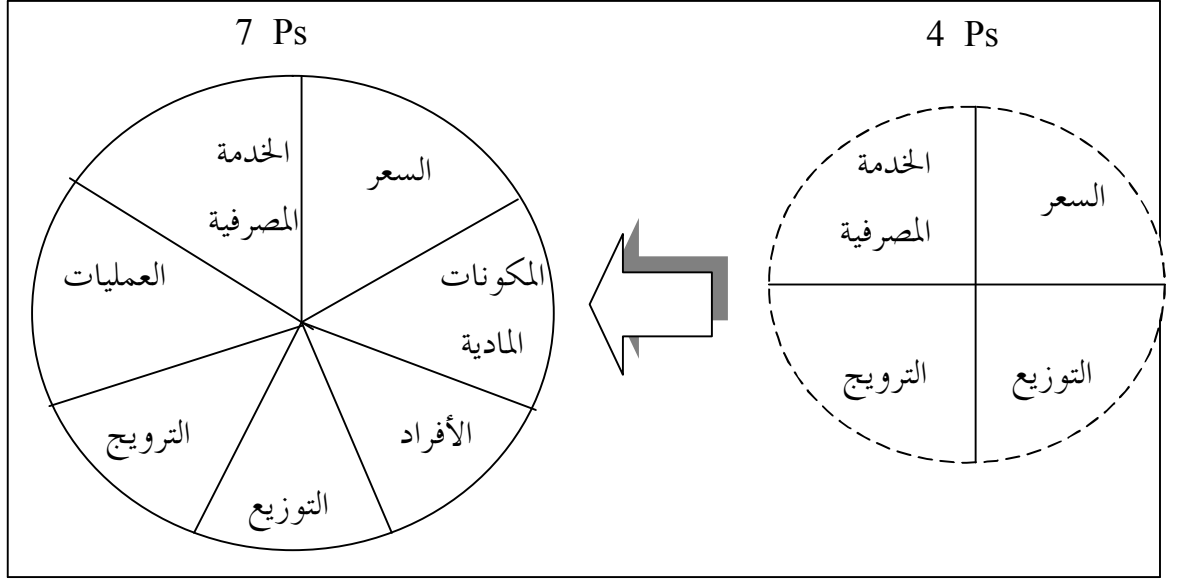 4 Ps
السعر
الخدمة
المصرفية
التوزيع
الترويج
7 Ps
السعر
الخدمة
المصرفية
المكونات
المادية
العمليات
الأفراد
الترويج
التوزيع